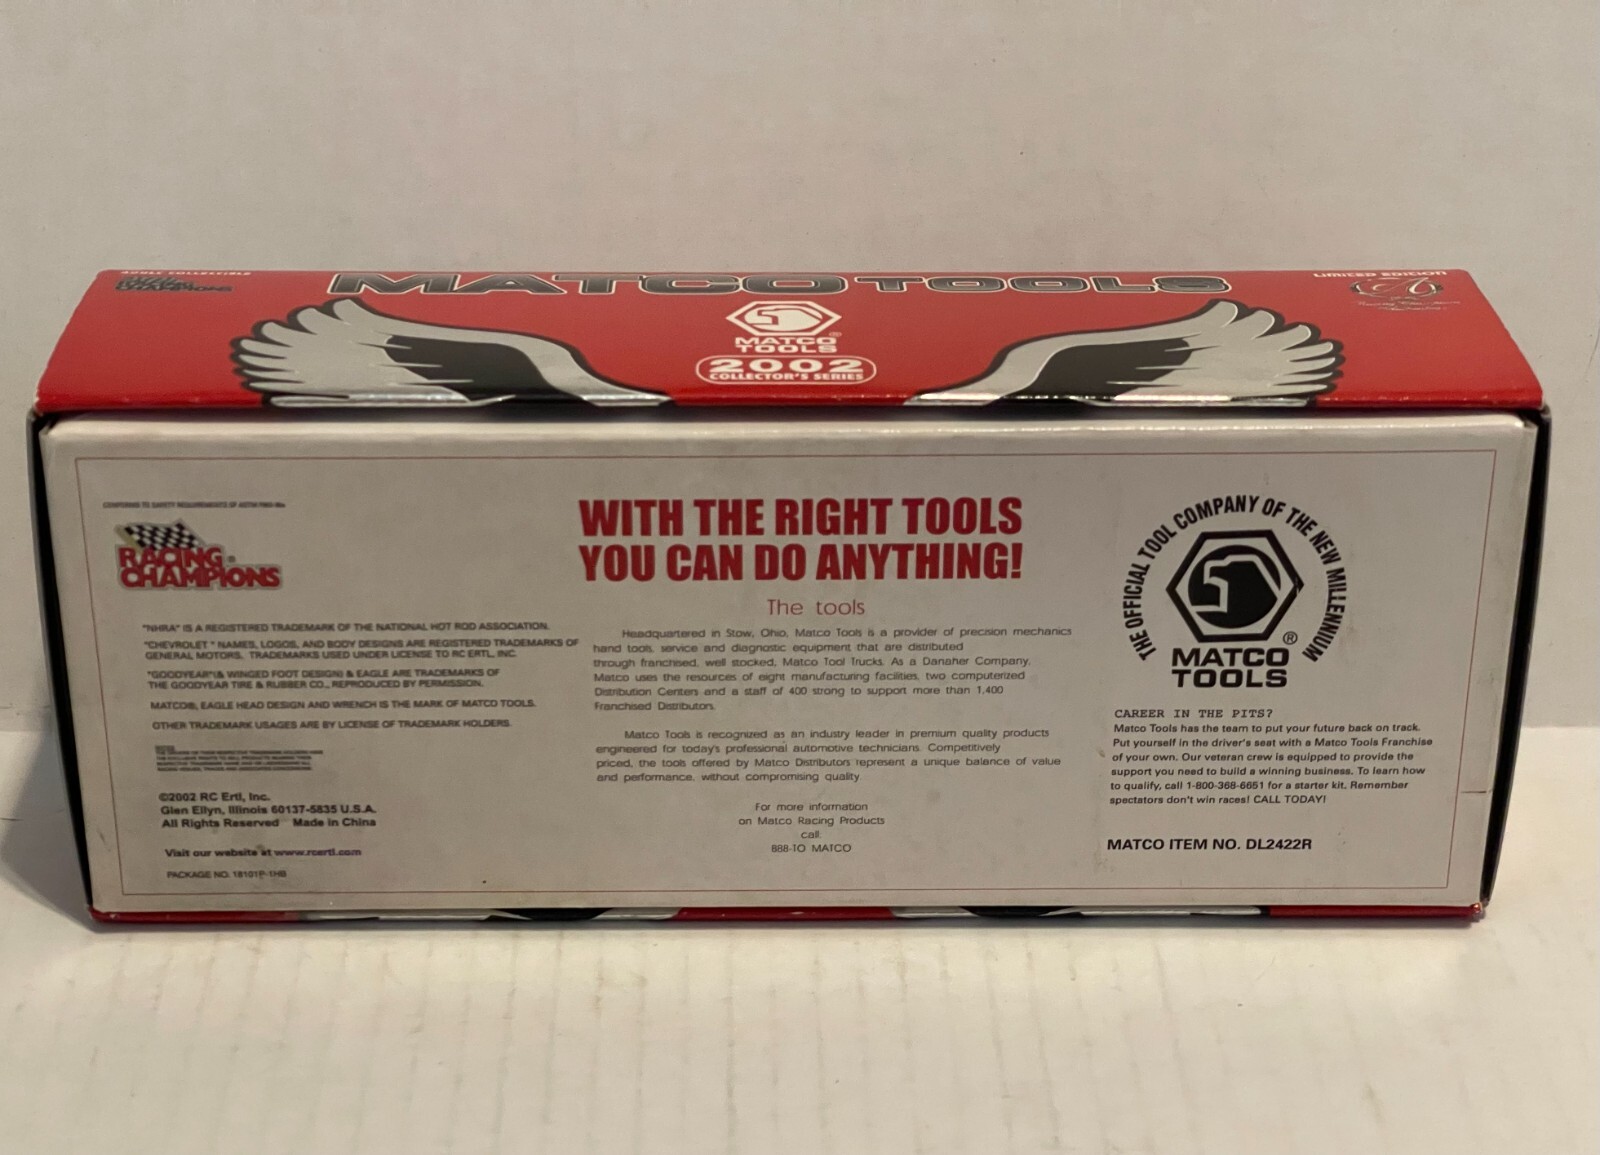 ADULT COLLECTIBLE
RACING
CHAMPIONS
MATCO TOOLS
LIMITED EDITION
MATCO®
TOOLS
2002
COLLECTOR'S SERIES
CONFORMS TO SAFETY REQUIREMENTS OF ASTM
RACING
CHAMPIONS
"NHRA" IS A REGISTERED TRADEMARK OF THE NATIONAL HOT ROD ASSOCIATION.
"CHEVROLET " NAMES, LOGOS, AND BODY DESIGNS ARE REGISTERED TRADEMARKS OF
GENERAL MOTORS. TRADEMARKS USED UNDER LICENSE TO RC ERTL, INC.
"GOODYEAR"(& WINGED FOOT DESIGN) & EAGLE ARE TRADEMARKS OF
THE GOODYEAR TIRE & RUBBER CO., REPRODUCED BY PERMISSION.
MATCO®, EAGLE HEAD DESIGN AND WRENCH IS THE MARK OF MATCO TOOLS.
OTHER TRADEMARK USAGES ARE BY LICENSE OF TRADEMARK HOLDERS.
©2002 RC Ertl, Inc.
Glen Ellyn, Illinois 60137-5835 U.S.A.
All Rights Reserved Made in China
Visit our website at www.rcertl.com
PACKAGE NO. 18101P-1HB
WITH THE RIGHT TOOLS
YOU CAN DO ANYTHING!
The tools
Headquartered in Stow, Ohio, Matco Tools is a provider of precision mechanics
hand tools, service and diagnostic equipment that are distributed
through franchised, well stocked, Matco Tool Trucks. As a Danaher Company,
Matco uses the resources of eight manufacturing facilities, two computerized
Distribution Centers and a staff of 400 strong to support more than 1,400
Franchised Distributors.
Matco Tools is recognized as an industry leader in premium quality products
engineered for today's professional automotive technicians. Competitively
priced, the tools offered by Matco Distributors represent a unique balance of value
and performance, without compromising quality.
For more information
on Matco Racing Products
call:
888-TO MATCO
THE OFFICIAL TOOL COMPANY OF THE NEW MILLENNIUM
®
MATCO
TOOLS
CAREER IN THE PITS?
Matco Tools has the team to put your future back on track.
Put yourself in the driver's seat with a Matco Tools Franchise
of your own. Our veteran crew is equipped to provide the
support you need to build a winning business. To learn how
to qualify, call 1-800-368-6651 for a starter kit. Remember
spectators don't win races! CALL TODAY!
MATCO ITEM NO. DL2422R